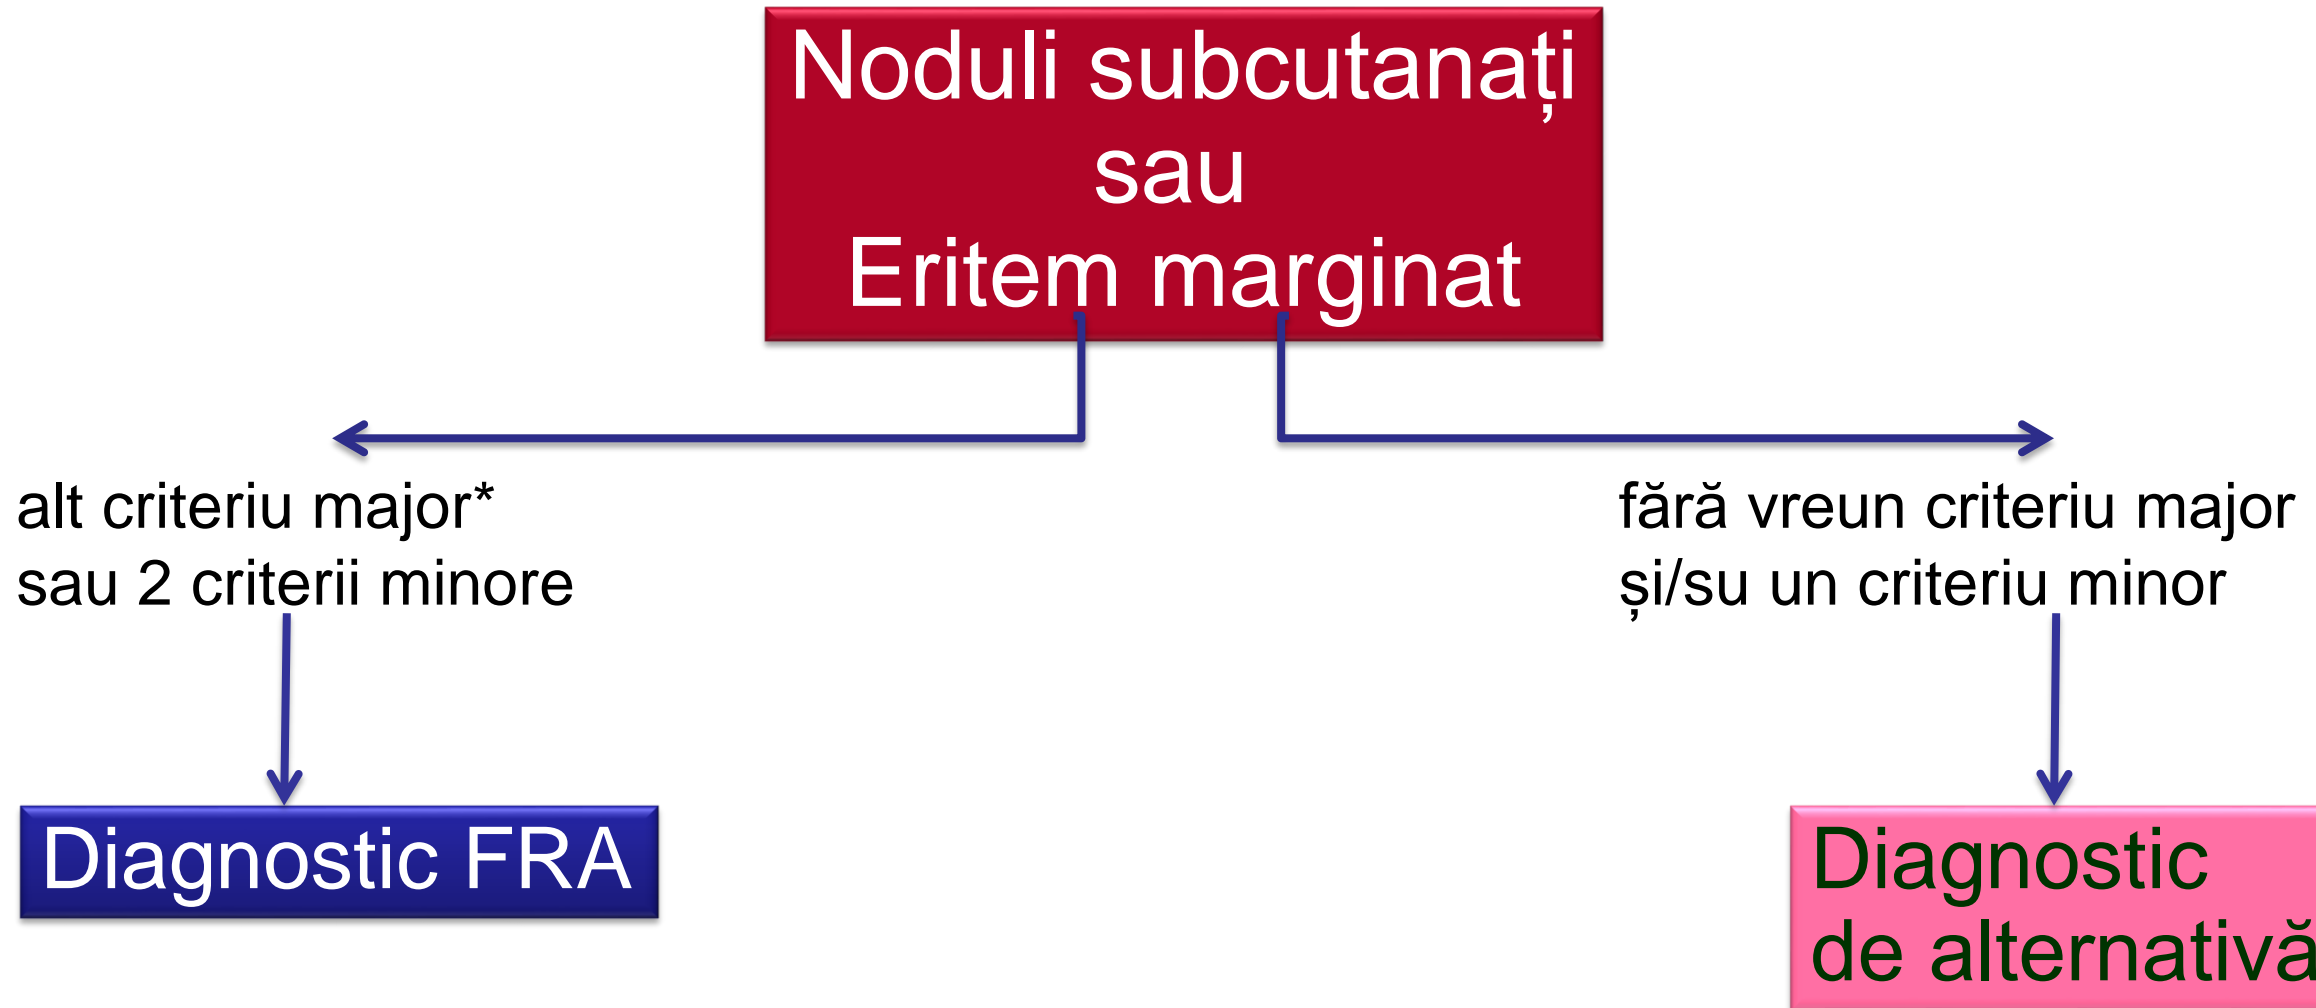 Noduli subcutanați
sau
Eritem marginat
alt criteriu major*
sau 2 criterii minore
fără vreun criteriu major
și/su un criteriu minor
Diagnostic FRA
Diagnostic
de alternativă